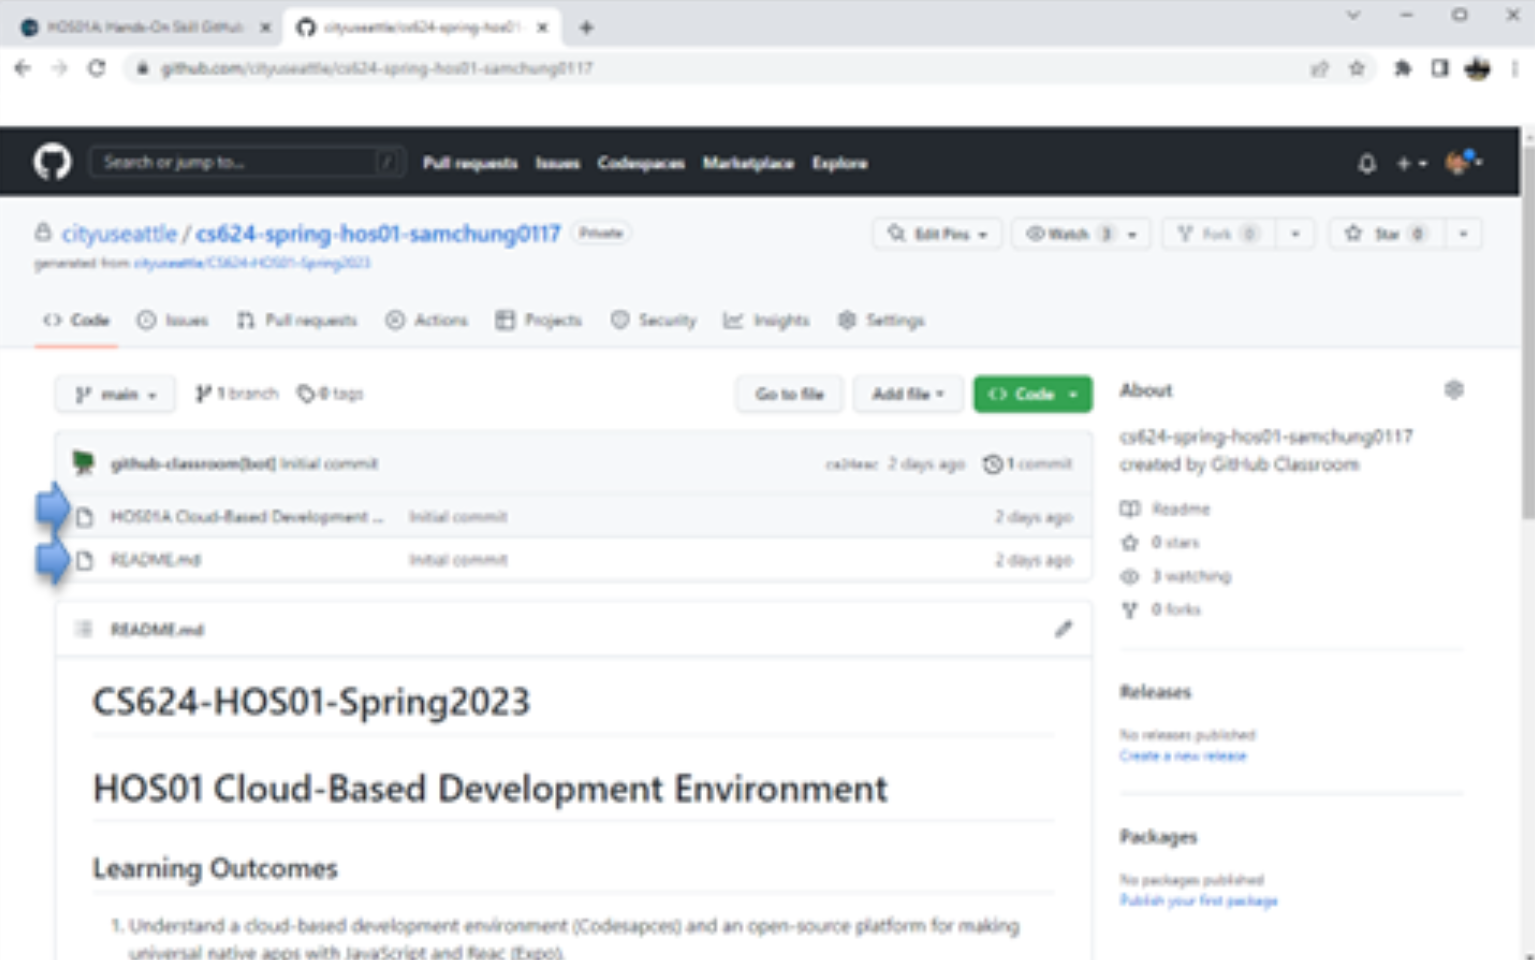 HOS01A: Hands-On Skill GitHub
cityuseattle/cs624-spring-hos01-
github.com/cityuseattle/cs624-spring-hos01-samchung0117
Search or jump to... /
Pull requests Issues Codespaces Marketplace Explore
cityuseattle / cs624-spring-hos01-samchung0117 Private
Edit Pins Watch 3 Fork 0 Star 0
generated from cityuseattle/CS624-HOS01-Spring2023
Code Issues Pull requests Actions Projects Security Insights Settings
main 1 branch 0 tags Go to file Add file Code
github-classroom[bot] Initial commit 2 days ago 1 commit
HOS01A Cloud-Based Development ... Initial commit 2 days ago
README.md Initial commit 2 days ago
README.md
CS624-HOS01-Spring2023
HOS01 Cloud-Based Development Environment
Learning Outcomes
1. Understand a cloud-based development environment (Codesapces) and an open-source platform for making
universal native apps with JavaScript and Reac (Expo).
About
cs624-spring-hos01-samchung0117
created by GitHub Classroom
Readme
0 stars
3 watching
0 forks
Releases
No releases published
Create a new release
Packages
No packages published
Publish your first package